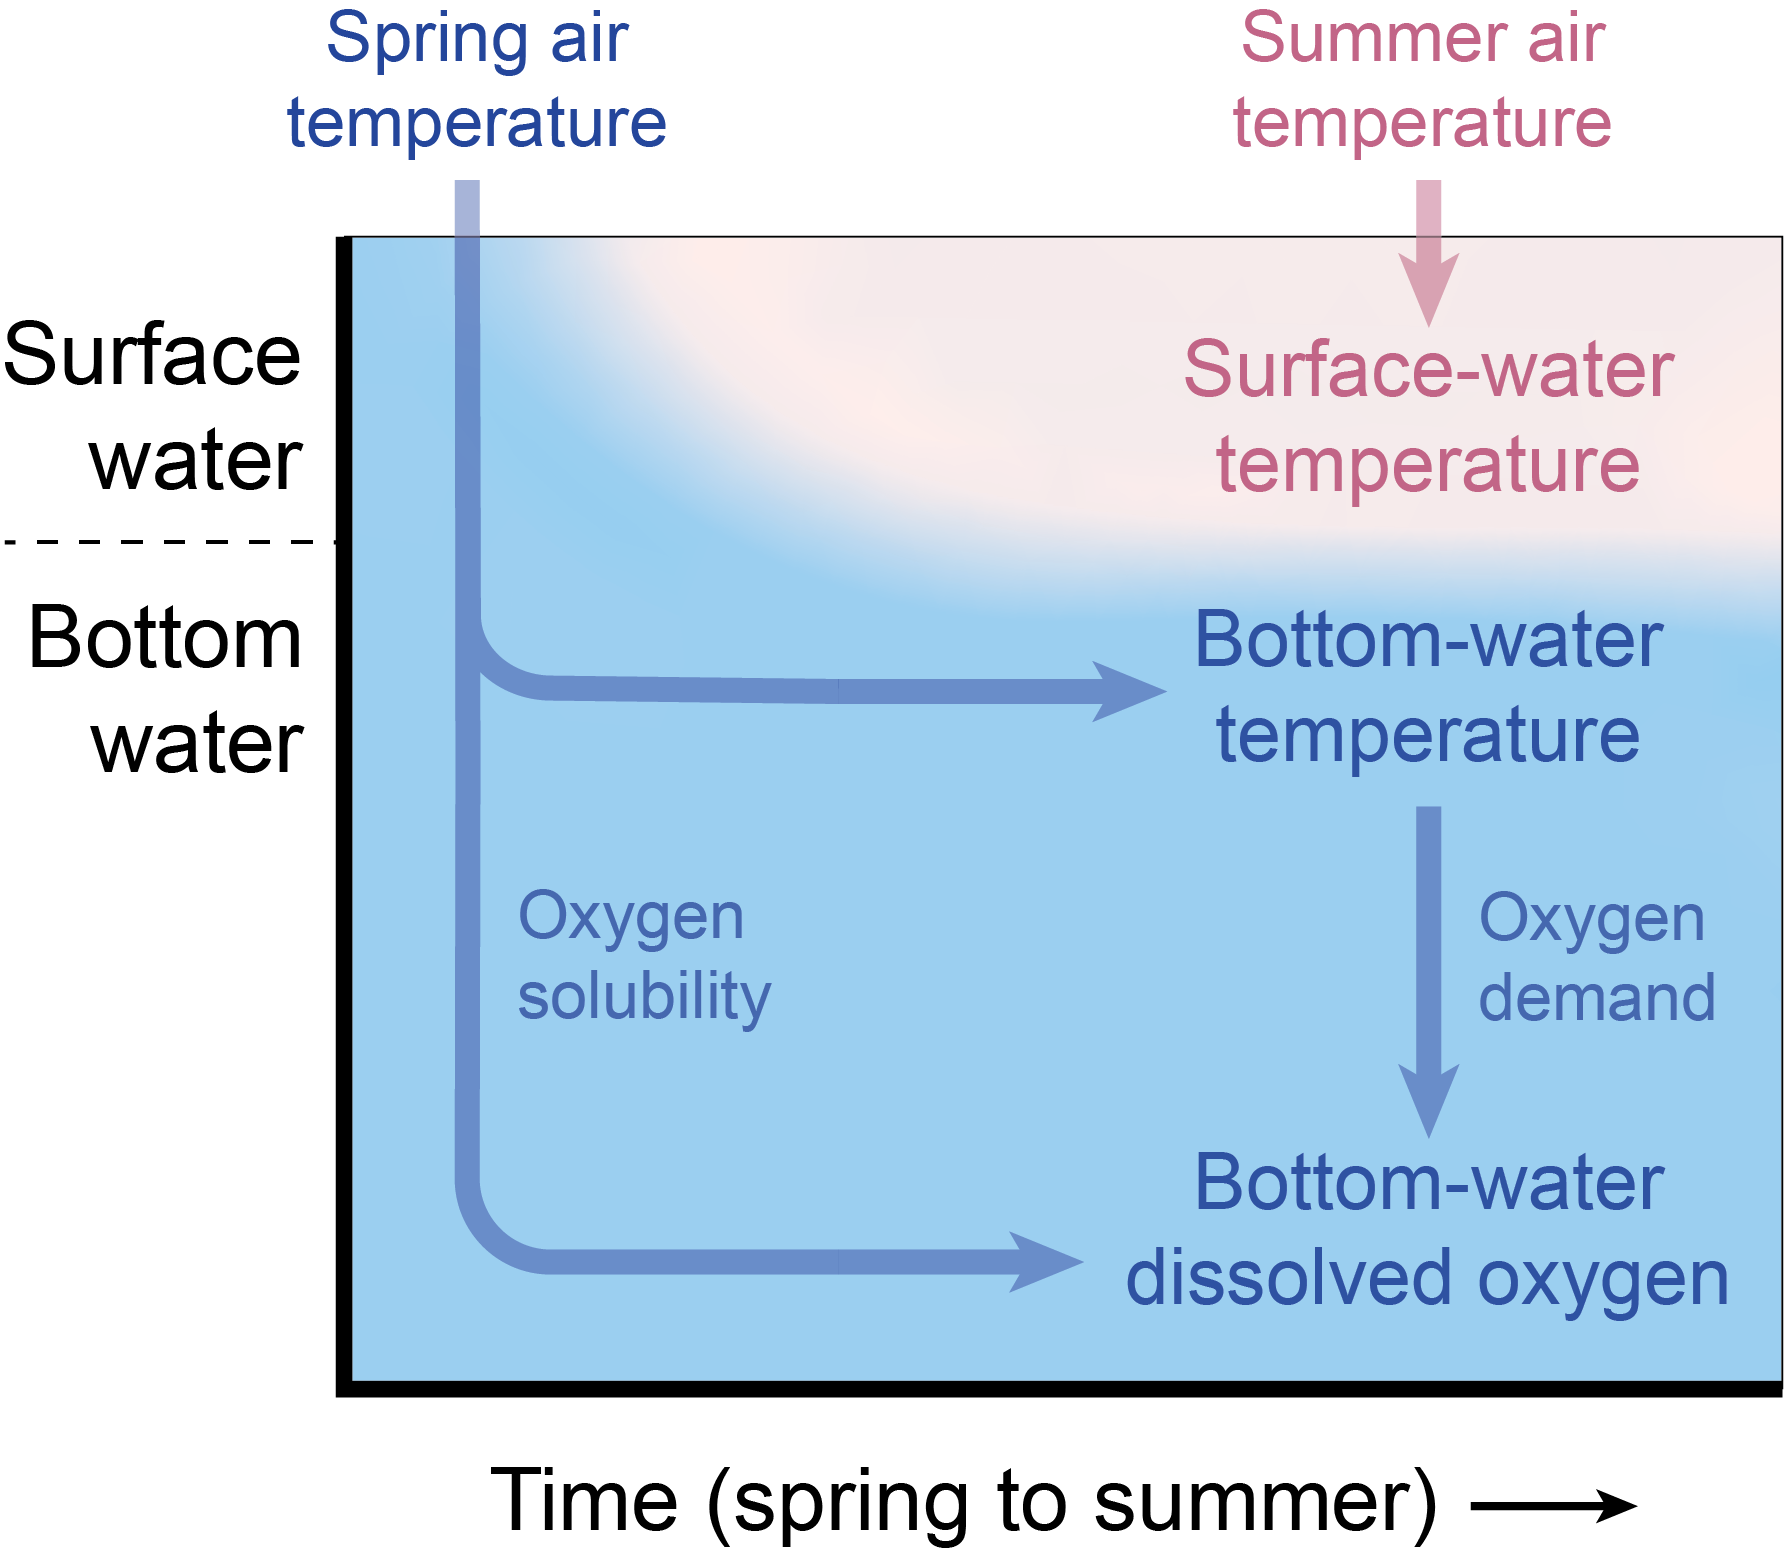 Spring air
temperature
Summer air
temperature
Surface
water
Surface-water
temperature
Bottom
water
Bottom-water
temperature
Oxygen
solubility
Oxygen
demand
Bottom-water
dissolved oxygen
Time (spring to summer)